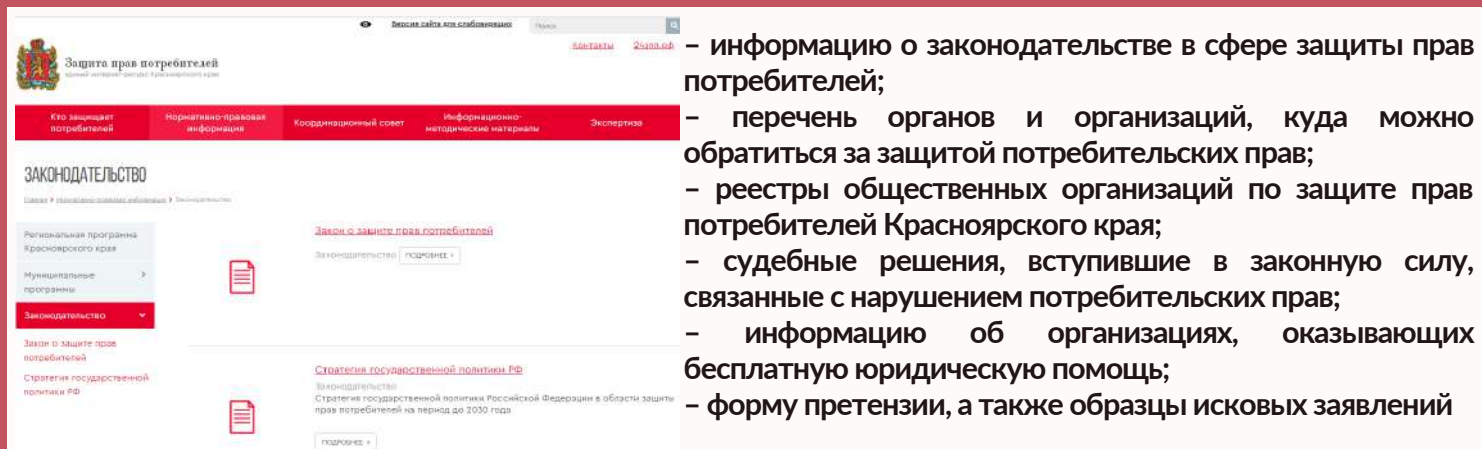 Версия сайта для слабовидящих
Поиск
Контакты 24зпп.рф
Защита прав потребителей
единый интернет-ресурс Красноярского края
Кто защищает
потребителей
Нормативно-правовая
информация
Координационный совет
Информационно-
методические материалы
Экспертиза
ЗАКОНОДАТЕЛЬСТВО
Главная > Нормативно-правовая информация > Законодательство
Региональная программа
Красноярского края
Муниципальные
программы
Законодательство
Закон о защите прав
потребителей
Стратегия государственной
политики РФ
Закон о защите прав потребителей
Законодательство ПОДРОБНЕЕ
Стратегия государственной политики РФ
Законодательство
Стратегия государственной политики Российской Федерации в области защиты
прав потребителей на период до 2030 года
ПОДРОБНЕЕ
– информацию о законодательстве в сфере защиты прав
потребителей;
– перечень органов и организаций, куда можно
обратиться за защитой потребительских прав;
– реестры общественных организаций по защите прав
потребителей Красноярского края;
– судебные решения, вступившие в законную силу,
связанные с нарушением потребительских прав;
– информацию об организациях, оказывающих
бесплатную юридическую помощь;
– форму претензии, а также образцы исковых заявлений